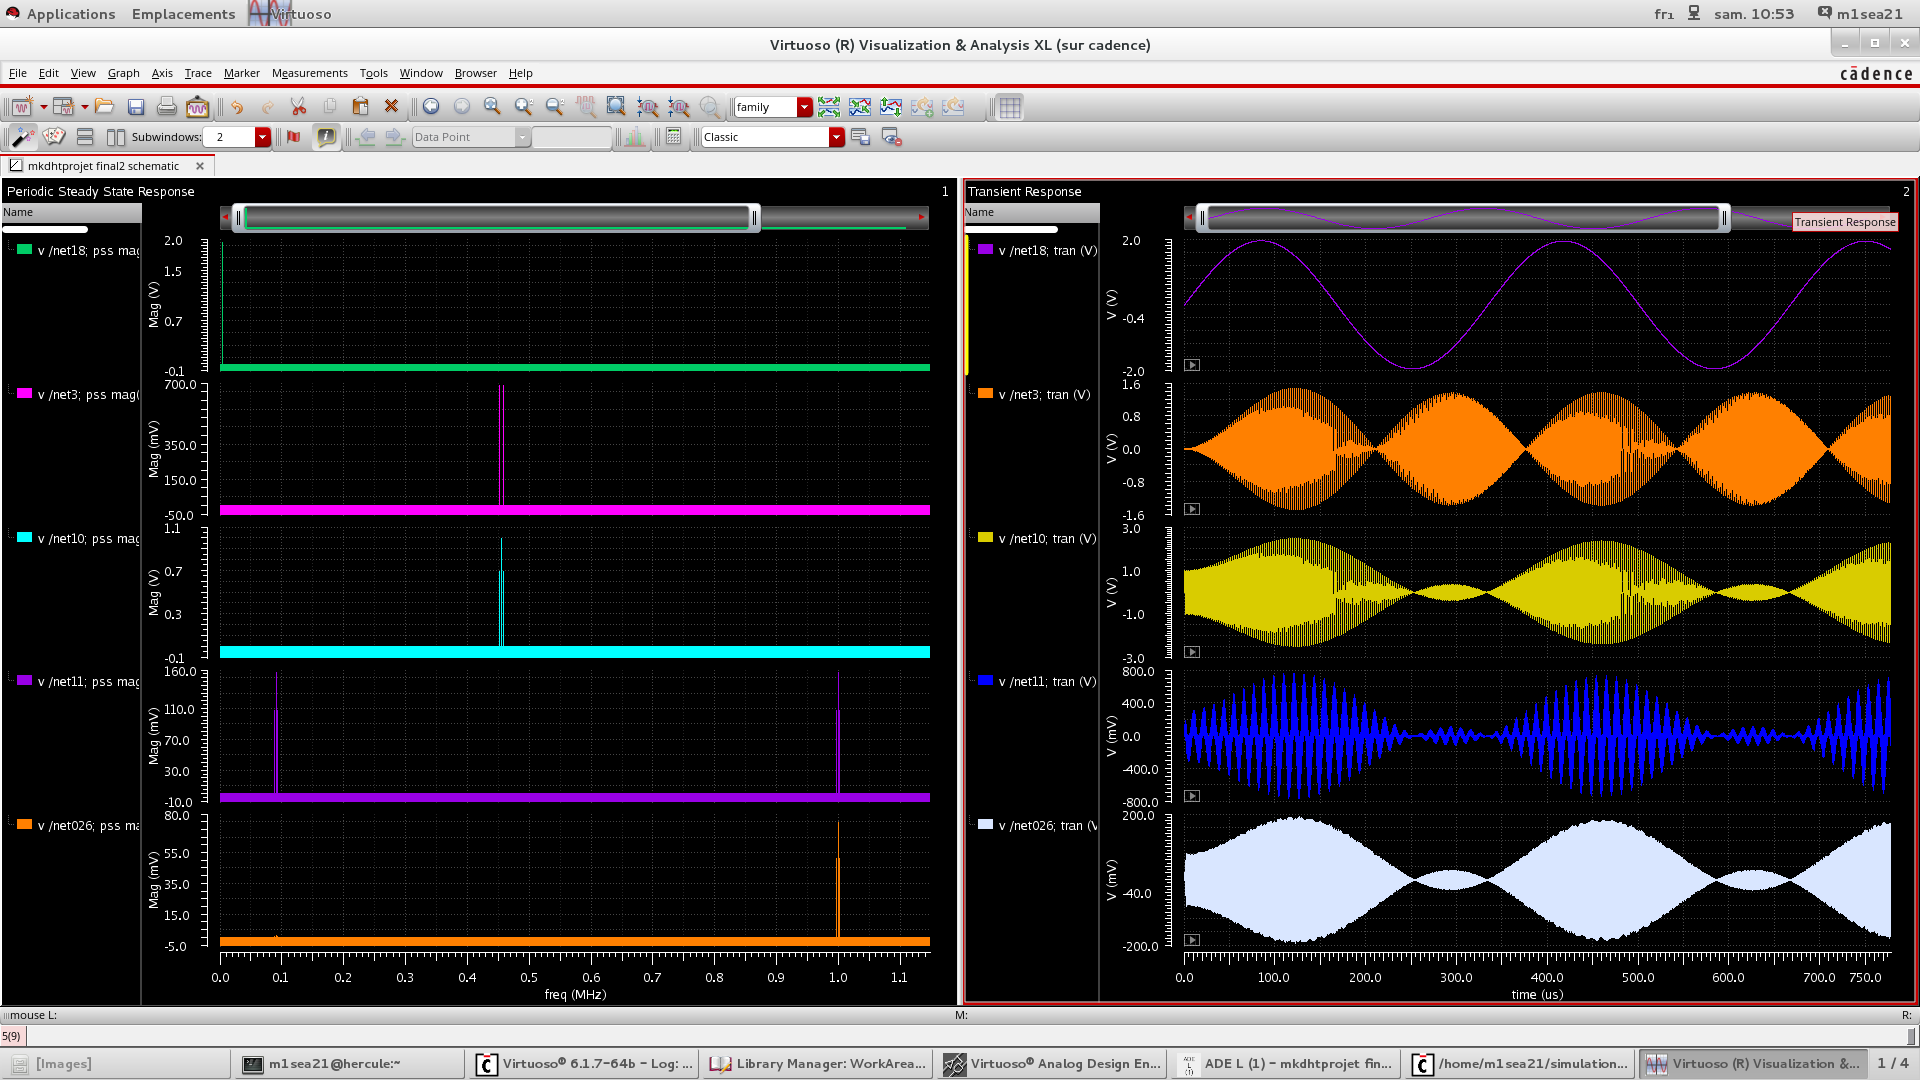 Applications Emplacements Virtuoso fr₁ sam. 10:53 m1sea21
Virtuoso (R) Visualization & Analysis XL (sur cadence)
File Edit View Graph Axis Trace Marker Measurements Tools Window Browser Help cādence
family
Subwindows: 2 Data Point Classic
mkdhtprojet final2 schematic
Periodic Steady State Response 1
Name
v /net18; pss mag
2.0
1.5
0.7
-0.1
Mag (V)
v /net3; pss mag(
700.0
350.0
150.0
-50.0
Mag (mV)
v /net10; pss mag
1.1
0.7
0.3
-0.1
Mag (V)
v /net11; pss mag
160.0
110.0
70.0
30.0
-10.0
Mag (mV)
v /net026; pss ma
80.0
55.0
35.0
15.0
-5.0
Mag (mV)
0.0 0.1 0.2 0.3 0.4 0.5 0.6 0.7 0.8 0.9 1.0 1.1
freq (MHz)
Transient Response 2
Name
Transient Response
v /net18; tran (V)
2.0
-0.4
-2.0
V (V)
v /net3; tran (V)
1.6
0.8
0.0
-0.8
-1.6
V (V)
v /net10; tran (V)
3.0
1.0
-1.0
-3.0
V (V)
v /net11; tran (V)
800.0
400.0
0.0
-400.0
-800.0
V (mV)
v /net026; tran (V
200.0
-40.0
-200.0
V (mV)
0.0 100.0 200.0 300.0 400.0 500.0 600.0 700.0 750.0
time (us)
mouse L: M: R:
5(9)
[Images] m1sea21@hercule:~ Virtuoso® 6.1.7-64b - Log: ... Library Manager: WorkArea... Virtuoso® Analog Design En... ADE L (1) - mkdhtprojet fin... /home/m1sea21/simulation... Virtuoso (R) Visualization &... 1 / 4